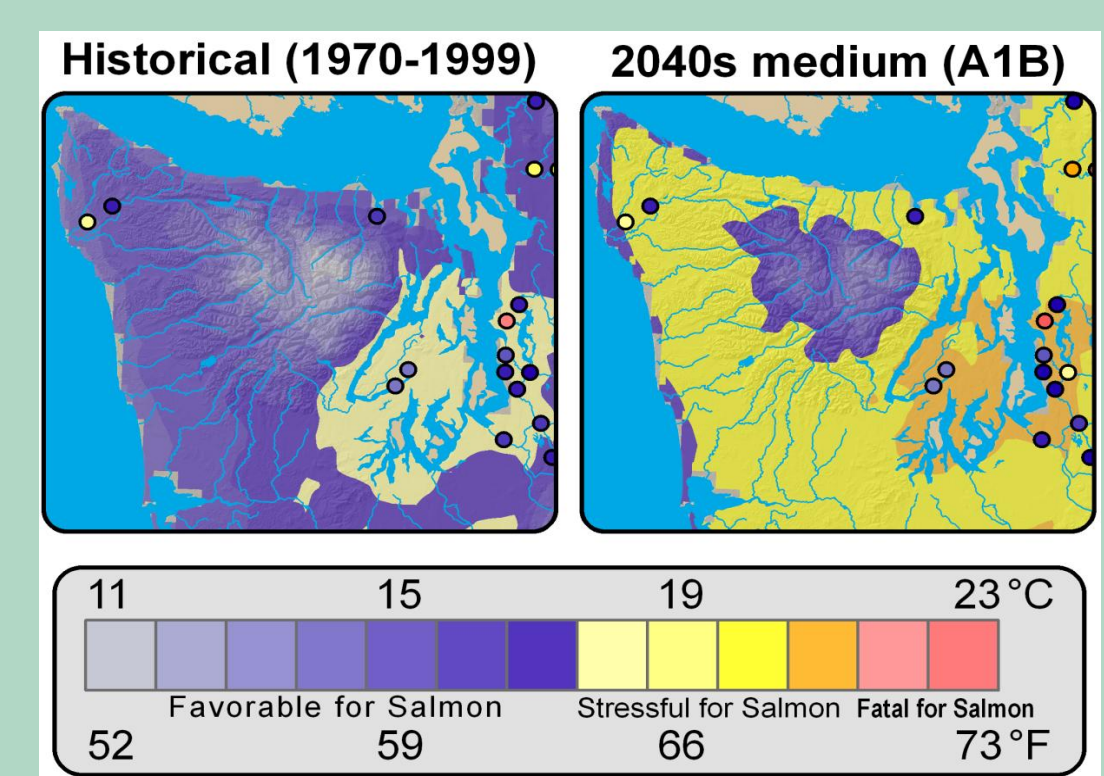 Historical (1970-1999) 2040s medium (A1B)
11 15 19 23 °C
Favorable for Salmon Stressful for Salmon Fatal for Salmon
52 59 66 73 °F